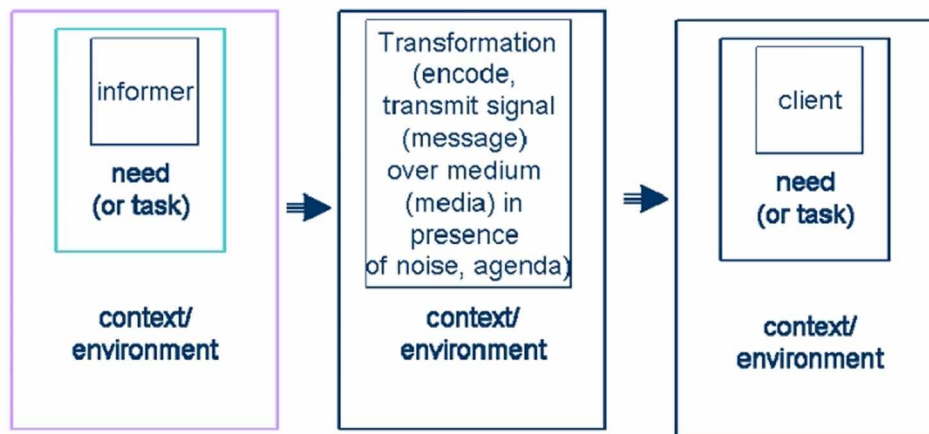 informer
need
(or task)
context/
environment
Transformation
(encode,
transmit signal
(message)
over medium
(media) in
presence
of noise, agenda)
context/
environment
client
need
(or task)
context/
environment